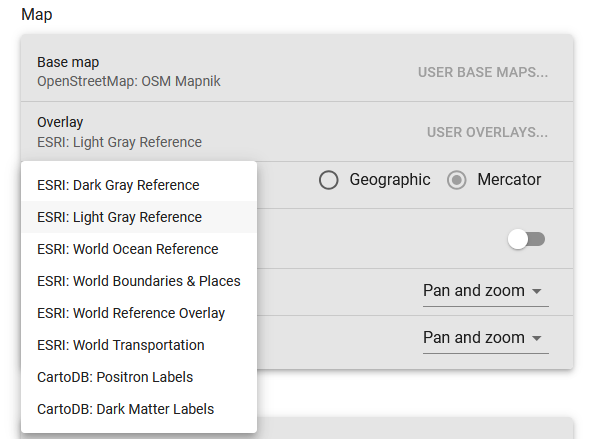 Map
Base map
OpenStreetMap: OSM Mapnik
USER BASE MAPS...
Overlay
ESRI: Light Gray Reference
USER OVERLAYS...
ESRI: Dark Gray Reference
Geographic
Mercator
ESRI: Light Gray Reference
ESRI: World Ocean Reference
ESRI: World Boundaries & Places
Pan and zoom
ESRI: World Reference Overlay
ESRI: World Transportation
Pan and zoom
CartoDB: Positron Labels
CartoDB: Dark Matter Labels